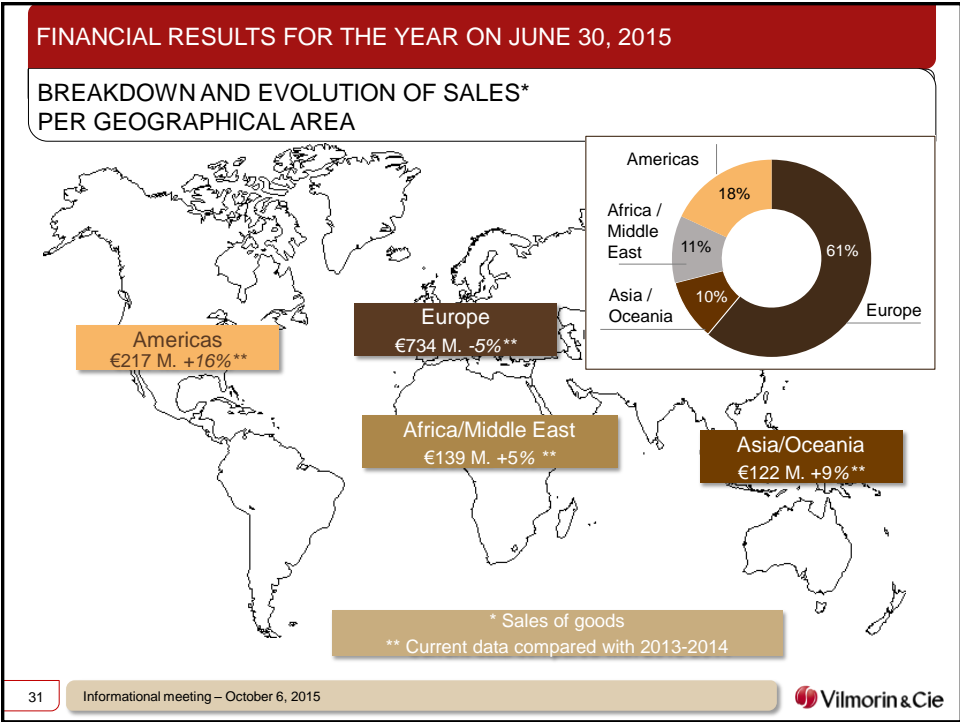 FINANCIAL RESULTS FOR THE YEAR ON JUNE 30, 2015
BREAKDOWN AND EVOLUTION OF SALES*
PER GEOGRAPHICAL AREA
Americas
18%
Africa /
Middle
East
11%
61%
Asia /
Oceania
10%
Europe
Americas
€217 M. +16%**
Europe
€734 M. -5%**
Africa/Middle East
€139 M. +5% **
Asia/Oceania
€122 M. +9%**
* Sales of goods
** Current data compared with 2013-2014
31
Informational meeting – October 6, 2015
Vilmorin & Cie